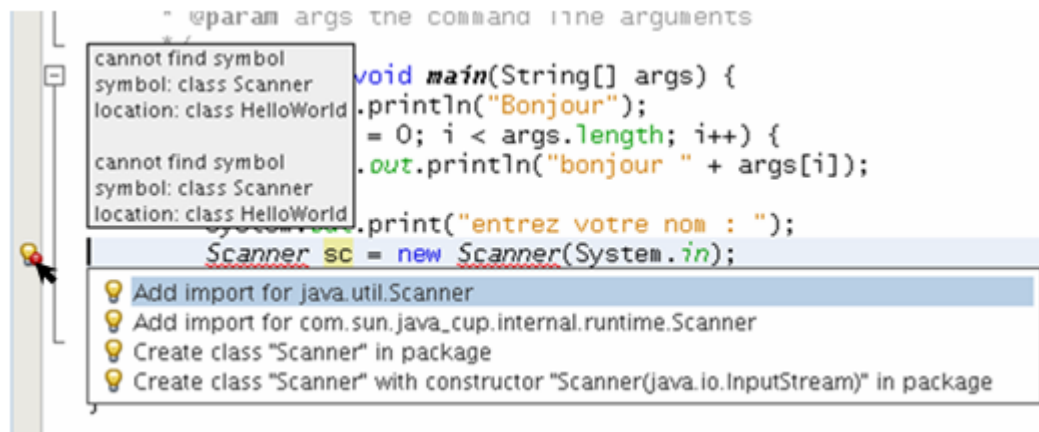 * @param args the command line arguments
*/
cannot find symbol
symbol: class Scanner
location: class HelloWorld
cannot find symbol
symbol: class Scanner
location: class HelloWorld
void main(String[] args) {
.println("Bonjour");
= 0; i < args.length; i++) {
.out.println("bonjour " + args[i]);
System.out.print("entrez votre nom : ");
Scanner sc = new Scanner(System.in);
Add import for java.util.Scanner
Add import for com.sun.java_cup.internal.runtime.Scanner
Create class "Scanner" in package
Create class "Scanner" with constructor "Scanner(java.io.InputStream)" in package
}